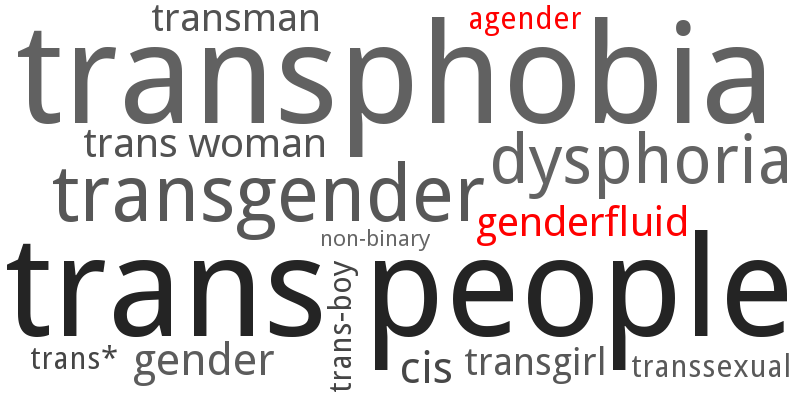 transman
agender
transphobia
trans woman
dysphoria
transgender
genderfluid
non-binary
trans people
trans-boy
trans*
gender
cis
transgirl
transsexual